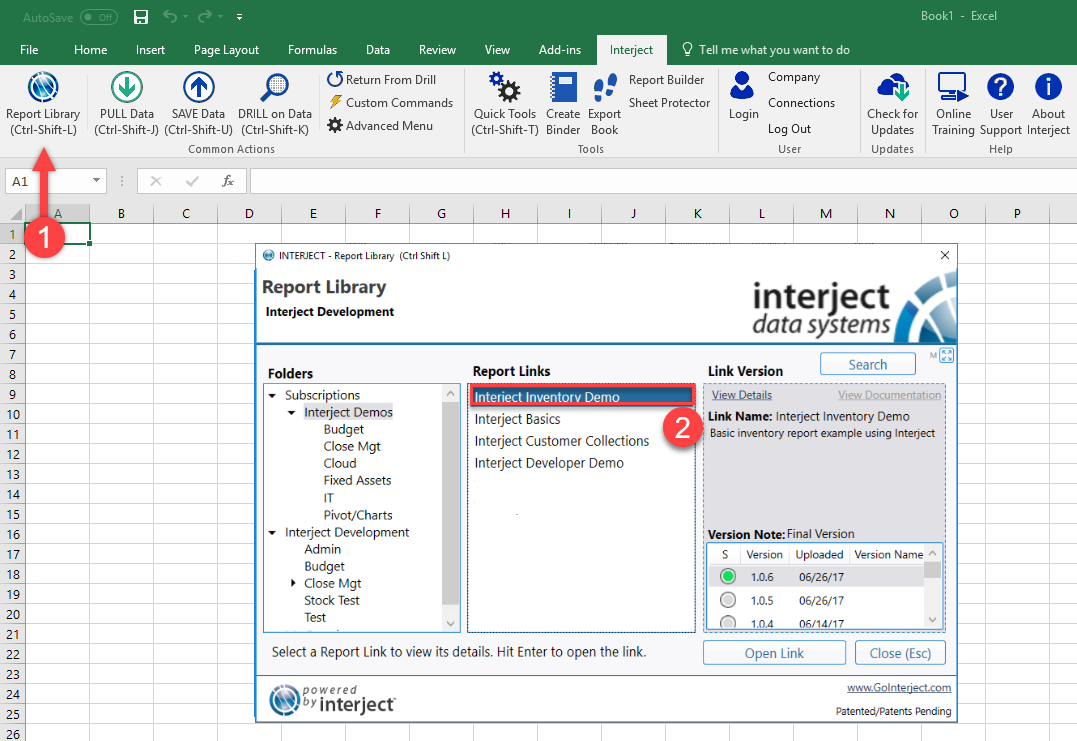 AutoSave Off
Book1 - Excel
File Home Insert Page Layout Formulas Data Review View Add-ins Interject Tell me what you want to do
Report Library
(Ctrl-Shift-L)
PULL Data
(Ctrl-Shift-J)
SAVE Data
(Ctrl-Shift-U)
DRILL on Data
(Ctrl-Shift-K)
Return From Drill
Custom Commands
Advanced Menu
Common Actions
Quick Tools
(Ctrl-Shift-T)
Create
Binder
Export
Book
Report Builder
Sheet Protector
Tools
Login
Company
Connections
Log Out
User
Check for
Updates
Updates
Online
Training
User
Support
About
Interject
Help
A1
fx
A B C D E F G H I J K L M N O P
1
1
2
3
4
5
6
7
8
9
10
11
12
13
14
15
16
17
18
19
20
21
22
23
24
25
26
INTERJECT - Report Library (Ctrl Shift L)
Report Library
Interject Development
interject
data systems
Folders
Subscriptions
Interject Demos
Budget
Close Mgt
Cloud
Fixed Assets
IT
Pivot/Charts
Interject Development
Admin
Budget
Close Mgt
Stock Test
Test
Report Links
Interject Inventory Demo
2
Interject Basics
Interject Customer Collections
Interject Developer Demo
Search
M
Link Version
View Details View Documentation
Link Name: Interject Inventory Demo
Basic inventory report example using Interject
Version Note: Final Version
S Version Uploaded Version Name
1.0.6 06/26/17
1.0.5 06/26/17
1.0.4 06/14/17
Select a Report Link to view its details. Hit Enter to open the link.
Open Link
Close (Esc)
powered
by interject
www.GoInterject.com
Patented/Patents Pending